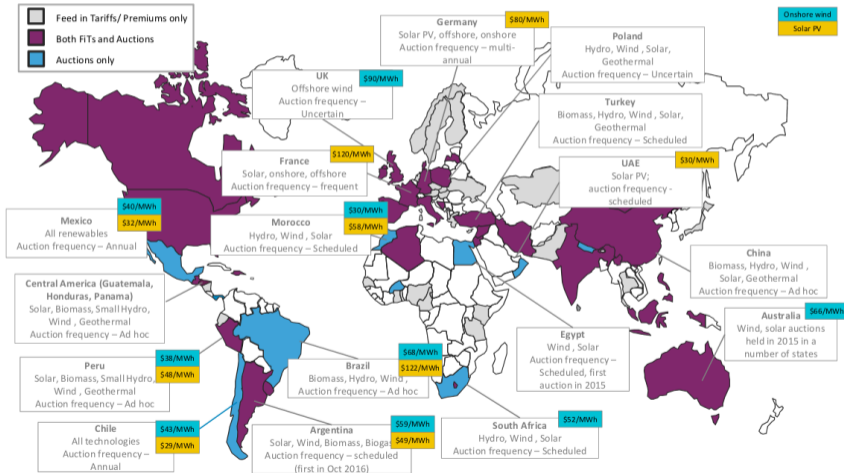 Feed in Tariffs/ Premiums only
Both FiTs and Auctions
Auctions only
Onshore wind
Solar PV
Germany
$80/MWh
Solar PV, offshore, onshore
Auction frequency – multi-
annual
Poland
Hydro, Wind , Solar,
Geothermal
Auction frequency – Uncertain
UK
$90/MWh
Offshore wind
Auction frequency –
Uncertain
Turkey
Biomass, Hydro, Wind , Solar,
Geothermal
Auction frequency – Scheduled
France
$120/MWh
Solar, onshore, offshore
Auction frequency – frequent
UAE
$30/MWh
Solar PV;
auction frequency -
scheduled
Mexico
$40/MWh
$32/MWh
All renewables
Auction frequency – Annual
Morocco
$30/MWh
$58/MWh
Hydro, Wind , Solar
Auction frequency – Scheduled
China
Biomass, Hydro, Wind ,
Solar, Geothermal
Auction frequency – Ad hoc
Central America (Guatemala,
Honduras, Panama)
Solar, Biomass, Small Hydro,
Wind , Geothermal
Auction frequency – Ad hoc
Australia
$66/MWh
Wind, solar auctions
held in 2015 in a
number of states
Egypt
Wind , Solar
Auction frequency –
Scheduled, first
auction in 2015
Peru
$38/MWh
$48/MWh
Solar, Biomass, Small Hydro,
Wind , Geothermal
Auction frequency – Ad hoc
Brazil
$68/MWh
$122/MWh
Biomass, Hydro, Wind ,
Auction frequency – Ad hoc
Chile
$43/MWh
$29/MWh
All technologies
Auction frequency –
Annual
Argentina
$59/MWh
$49/MWh
Solar, Wind, Biomass, Biogas
Auction frequency – scheduled
(first in Oct 2016)
South Africa
$52/MWh
Hydro, Wind , Solar
Auction frequency – Scheduled